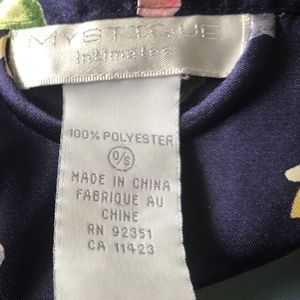 MYSTIQUE
Intimates
100% POLYESTER
O/S
MADE IN CHINA
FABRIQUE AU
CHINE
RN 92351
CA 11423